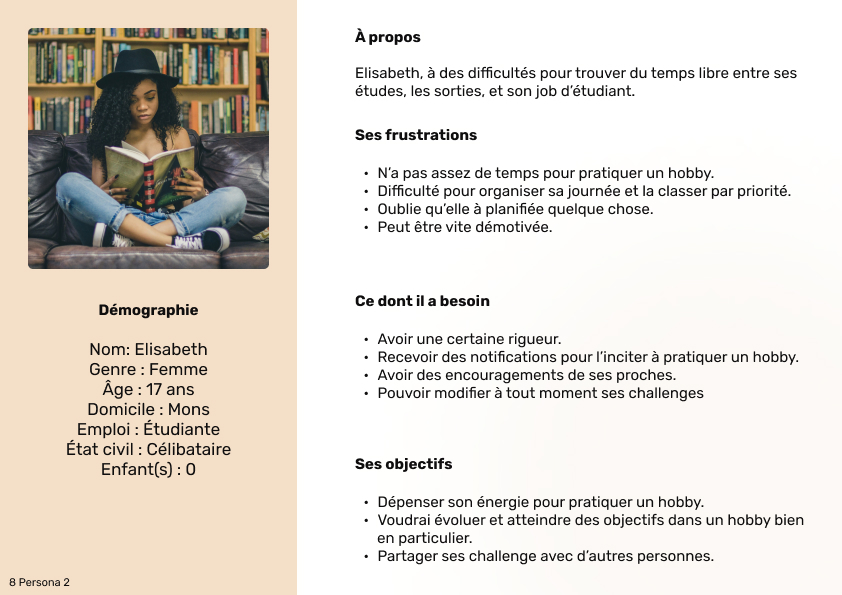 Démographie
Nom: Elisabeth
Genre : Femme
Âge : 17 ans
Domicile : Mons
Emploi : Étudiante
État civil : Célibataire
Enfant(s) : 0
8 Persona 2
À propos
Elisabeth, à des difficultés pour trouver du temps libre entre ses
études, les sorties, et son job d’étudiant.
Ses frustrations
• N’a pas assez de temps pour pratiquer un hobby.
• Difficulté pour organiser sa journée et la classer par priorité.
• Oublie qu’elle à planifiée quelque chose.
• Peut être vite démotivée.
Ce dont il a besoin
• Avoir une certaine rigueur.
• Recevoir des notifications pour l’inciter à pratiquer un hobby.
• Avoir des encouragements de ses proches.
• Pouvoir modifier à tout moment ses challenges
Ses objectifs
• Dépenser son énergie pour pratiquer un hobby.
• Voudrai évoluer et atteindre des objectifs dans un hobby bien
en particulier.
• Partager ses challenge avec d’autres personnes.